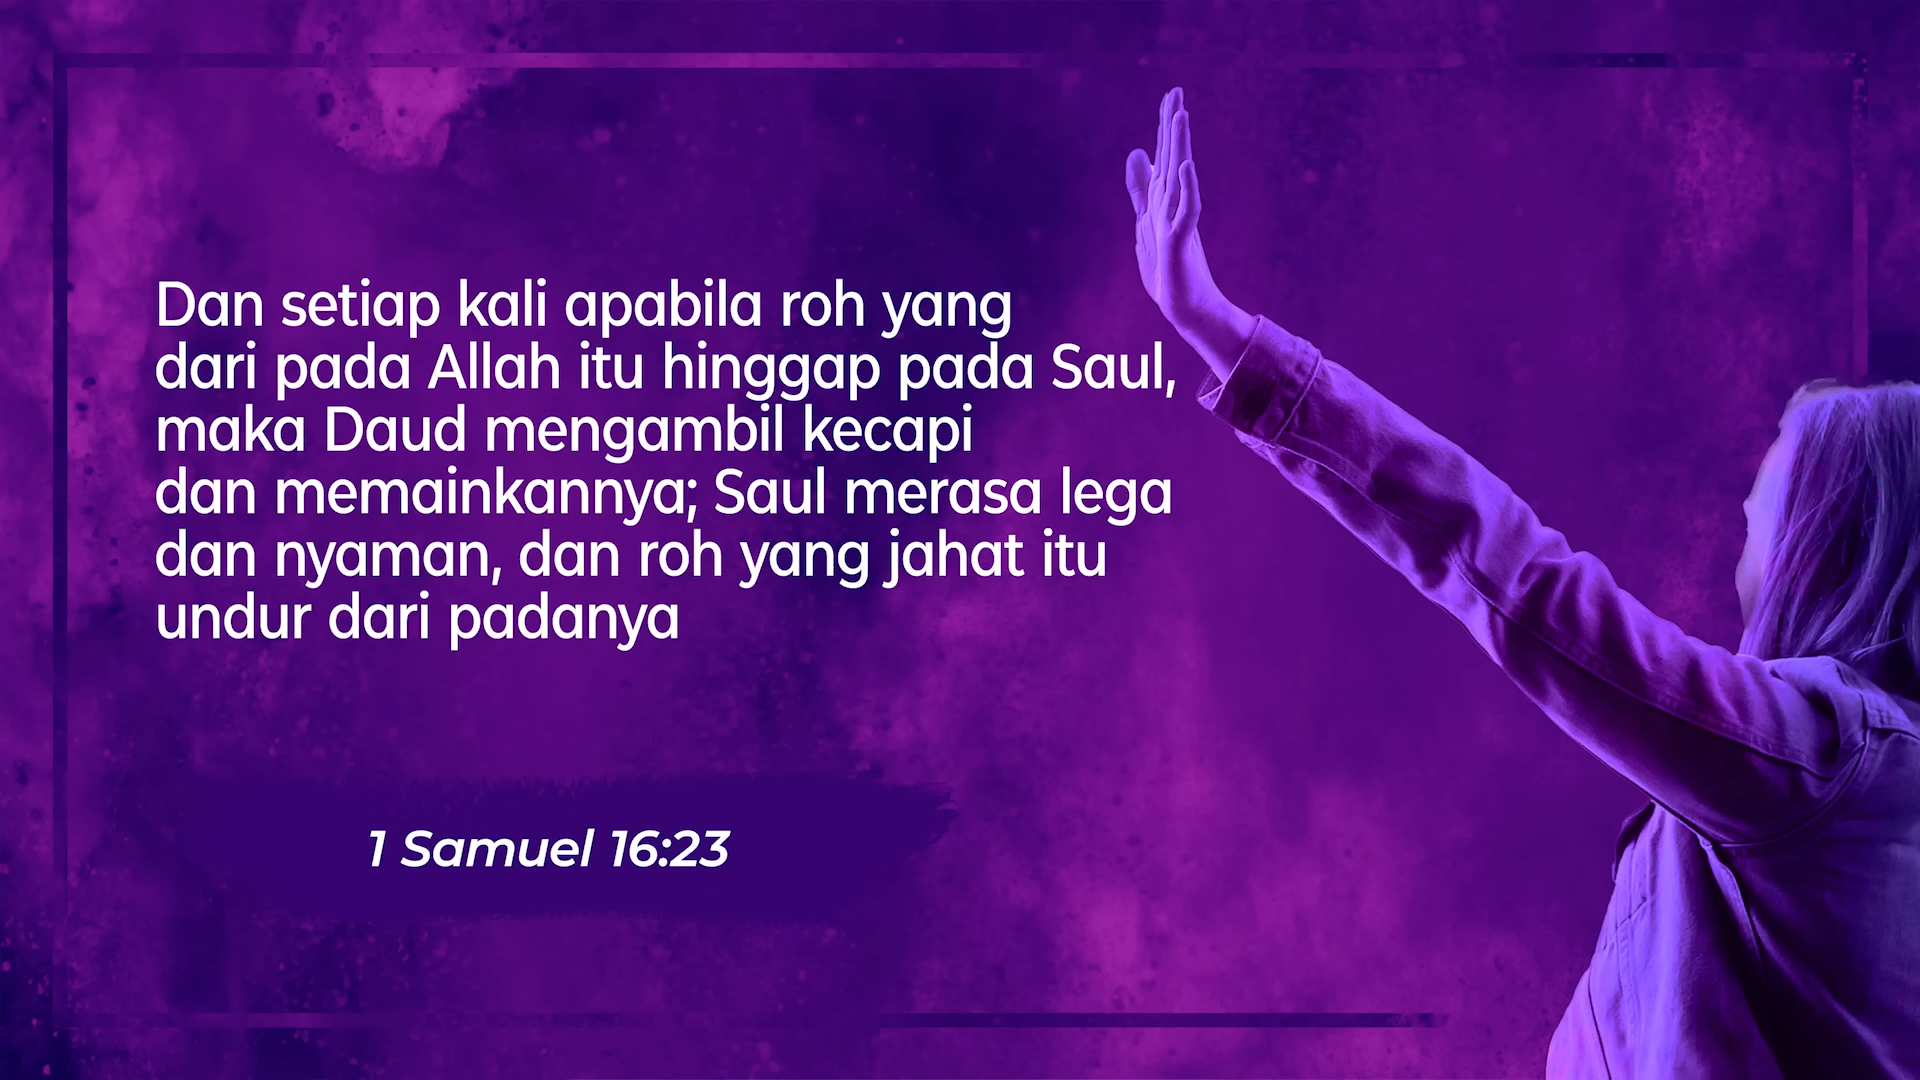 Dan setiap kali apabila roh yang
dari pada Allah itu hinggap pada Saul,
maka Daud mengambil kecapi
dan memainkannya; Saul merasa lega
dan nyaman, dan roh yang jahat itu
undur dari padanya
1 Samuel 16:23